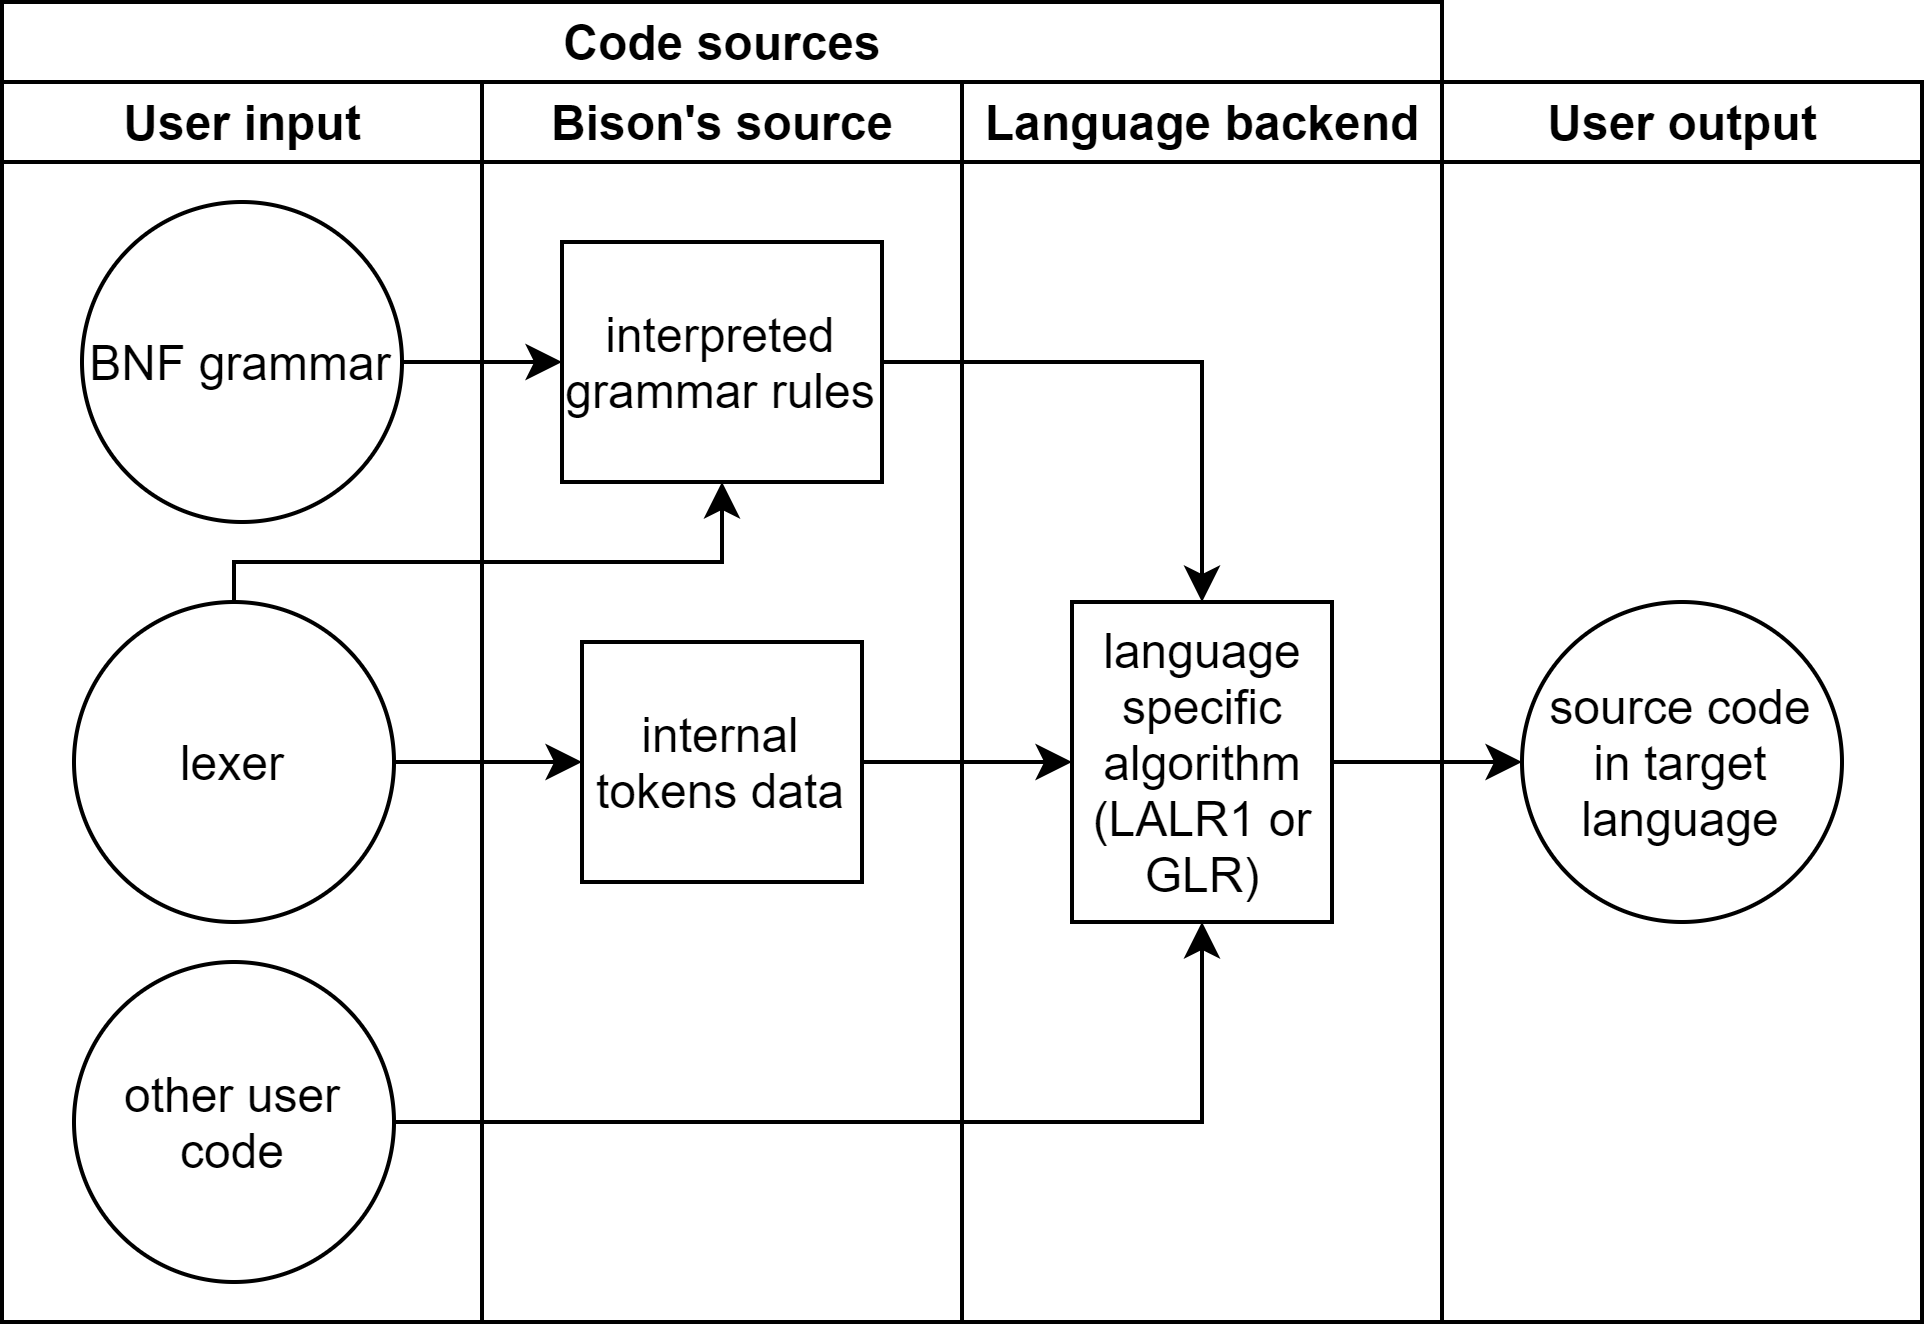 Code sources
User input
Bison's source
Language backend
User output
BNF grammar
interpreted
grammar rules
lexer
internal
tokens data
language
specific
algorithm
(LALR1 or
GLR)
source code
in target
language
other user
code